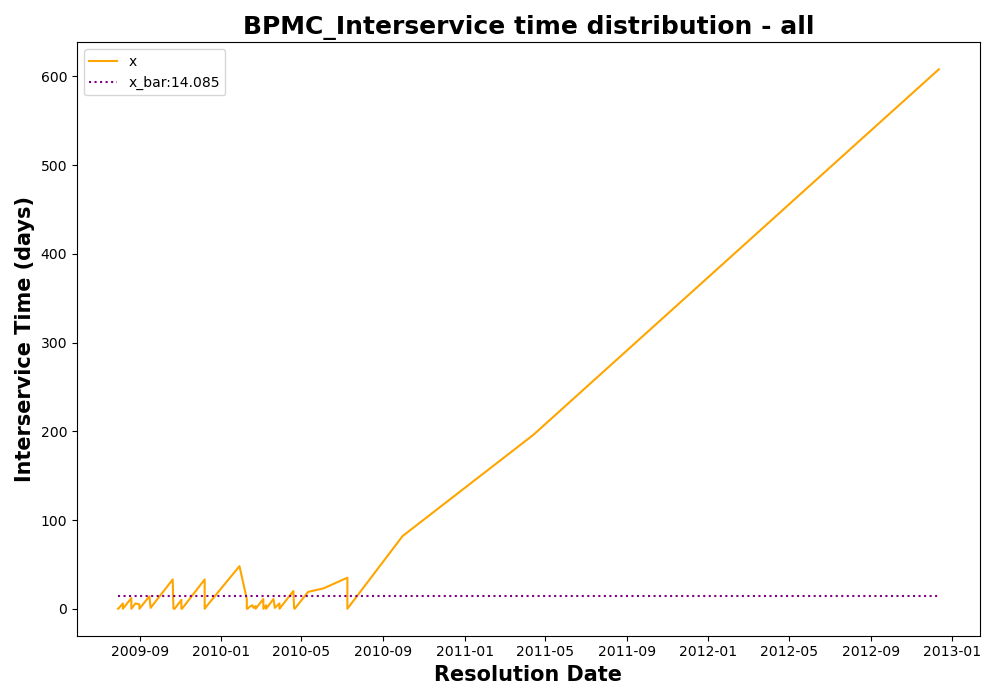 BPMC_Interservice time distribution - all
x
x_bar:14.085
Interservice Time (days)
600
500
400
300
200
100
0
2009-09 2010-01 2010-05 2010-09 2011-01 2011-05 2011-09 2012-01 2012-05 2012-09 2013-01
Resolution Date